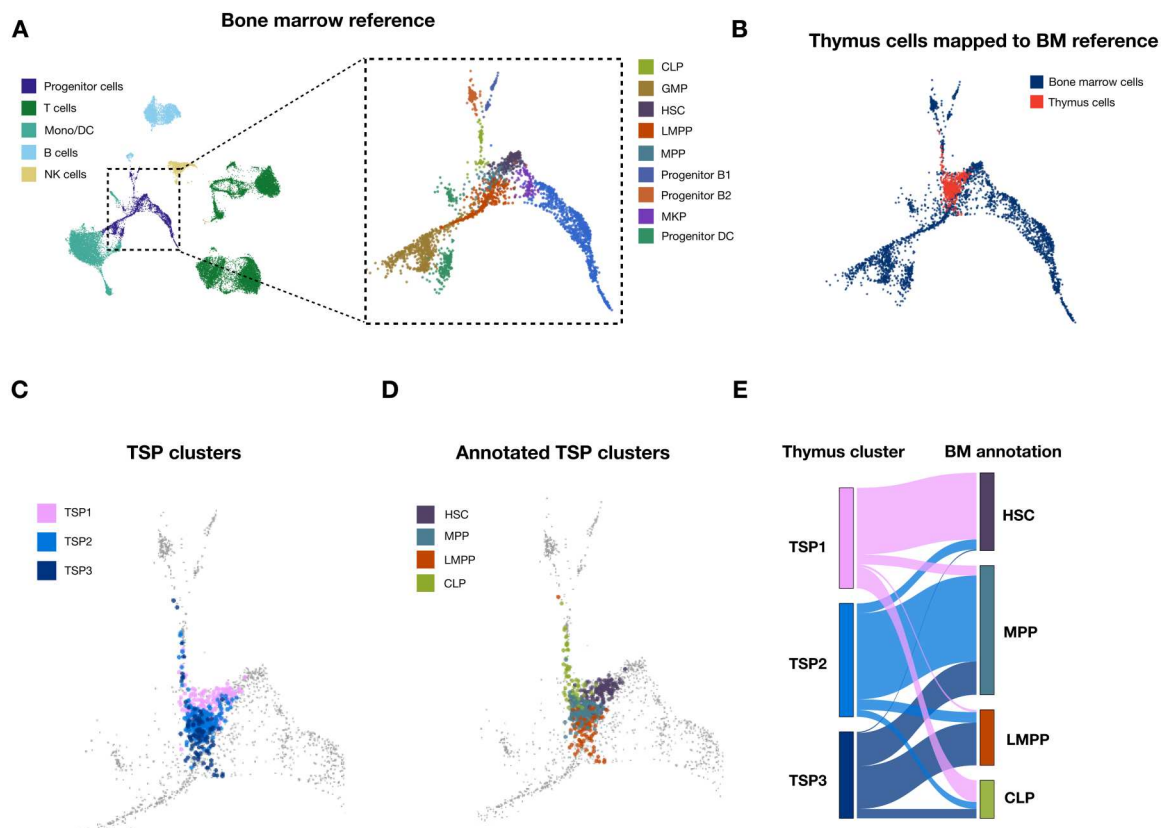 Bone marrow reference
A
Progenitor cells
T cells
Mono/DC
B cells
NK cells
CLP
GMP
HSC
LMPP
MPP
Progenitor B1
Progenitor B2
MKP
Progenitor DC
B
Thymus cells mapped to BM reference
Bone marrow cells
Thymus cells
C
TSP clusters
TSP1
TSP2
TSP3
D
Annotated TSP clusters
HSC
MPP
LMPP
CLP
E
Thymus cluster BM annotation
HSC
TSP1
MPP
TSP2
LMPP
TSP3
CLP